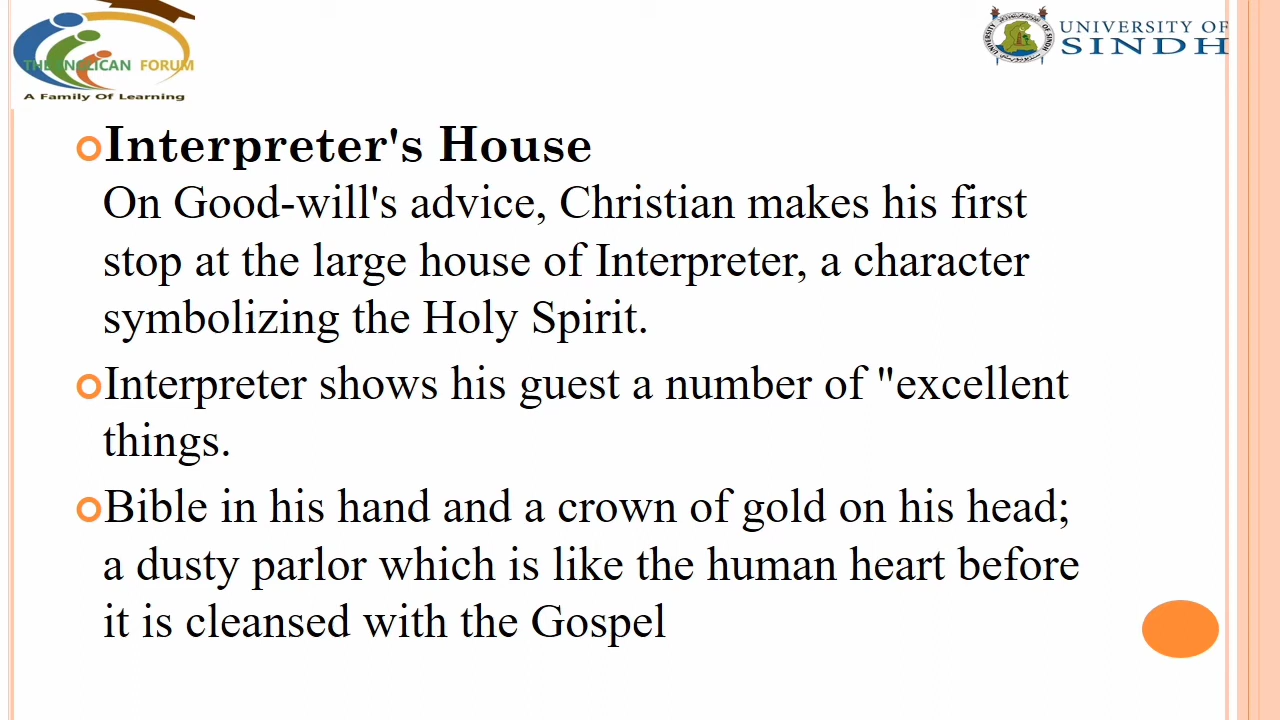 THE ANGLICAN FORUM
A Family Of Learning
UNIVERSITY OF
SINDH
Interpreter's House
On Good-will's advice, Christian makes his first
stop at the large house of Interpreter, a character
symbolizing the Holy Spirit.
Interpreter shows his guest a number of "excellent
things.
Bible in his hand and a crown of gold on his head;
a dusty parlor which is like the human heart before
it is cleansed with the Gospel